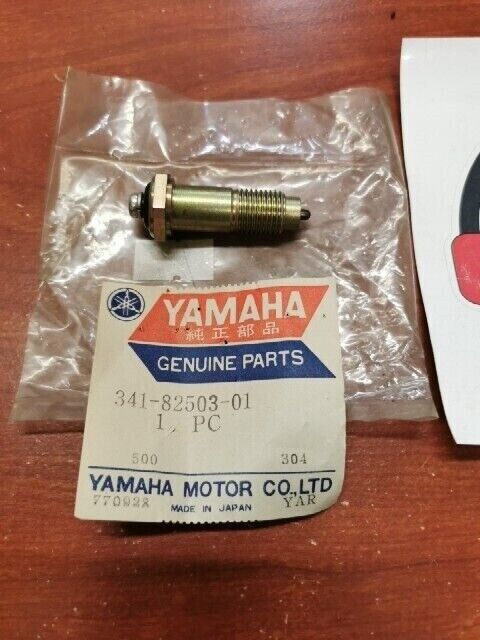 YAMAHA
純正部品
GENUINE PARTS
341-82503-01
1 PC
500 304
YAMAHA MOTOR CO.,LTD
770928 YAR
MADE IN JAPAN